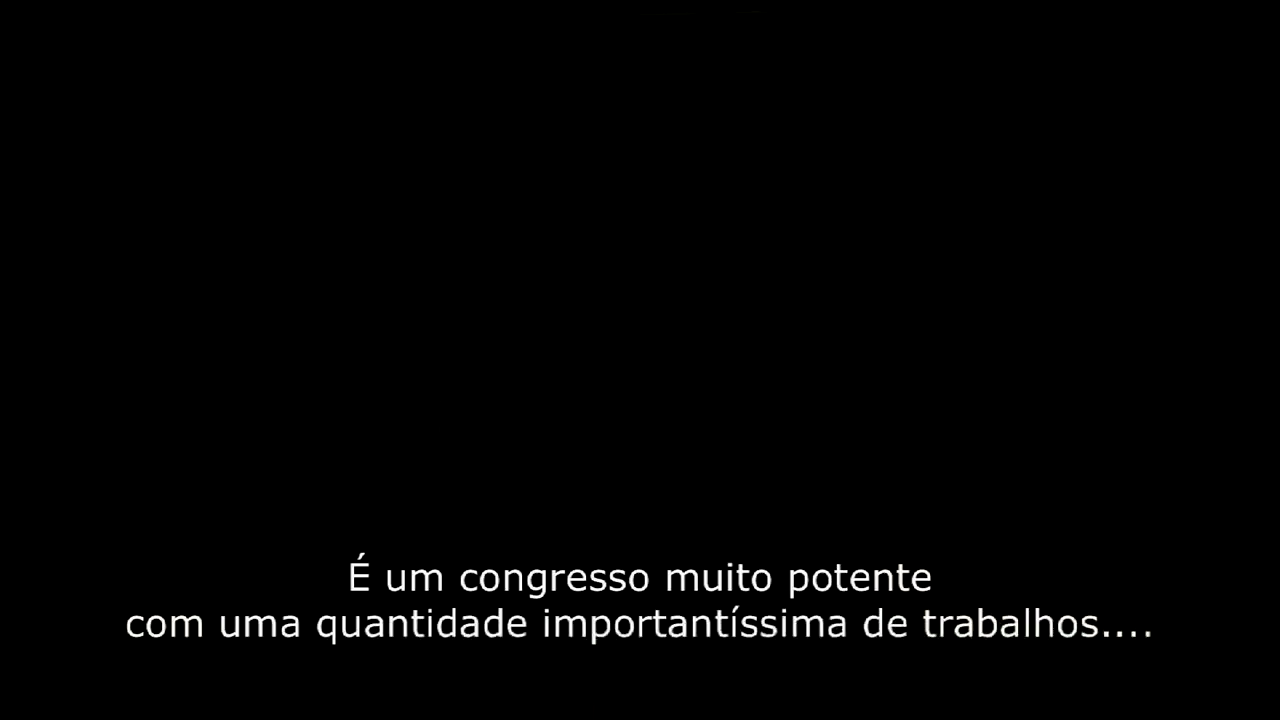 É um congresso muito potente
com uma quantidade importantíssima de trabalhos....